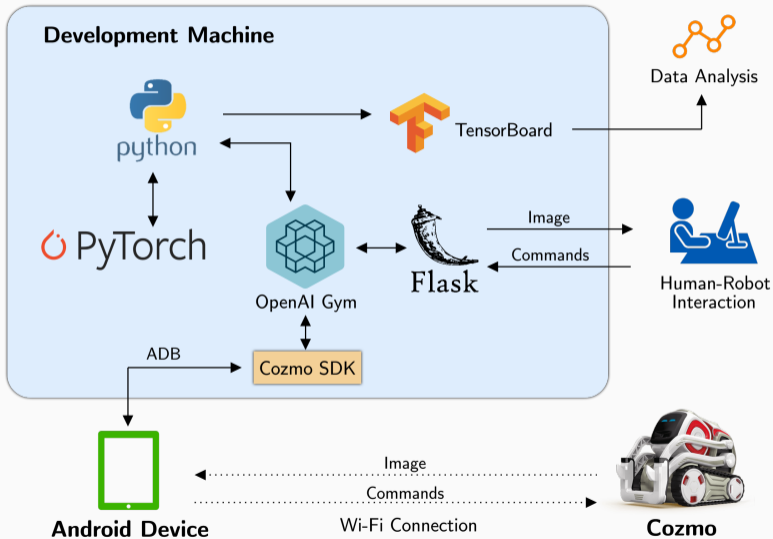 Development Machine
Data Analysis
python
TensorBoard
PyTorch
Image
Commands
Flask
OpenAI Gym
Human-Robot
Interaction
ADB
Cozmo SDK
Image
Commands
Android Device
Wi-Fi Connection
Cozmo